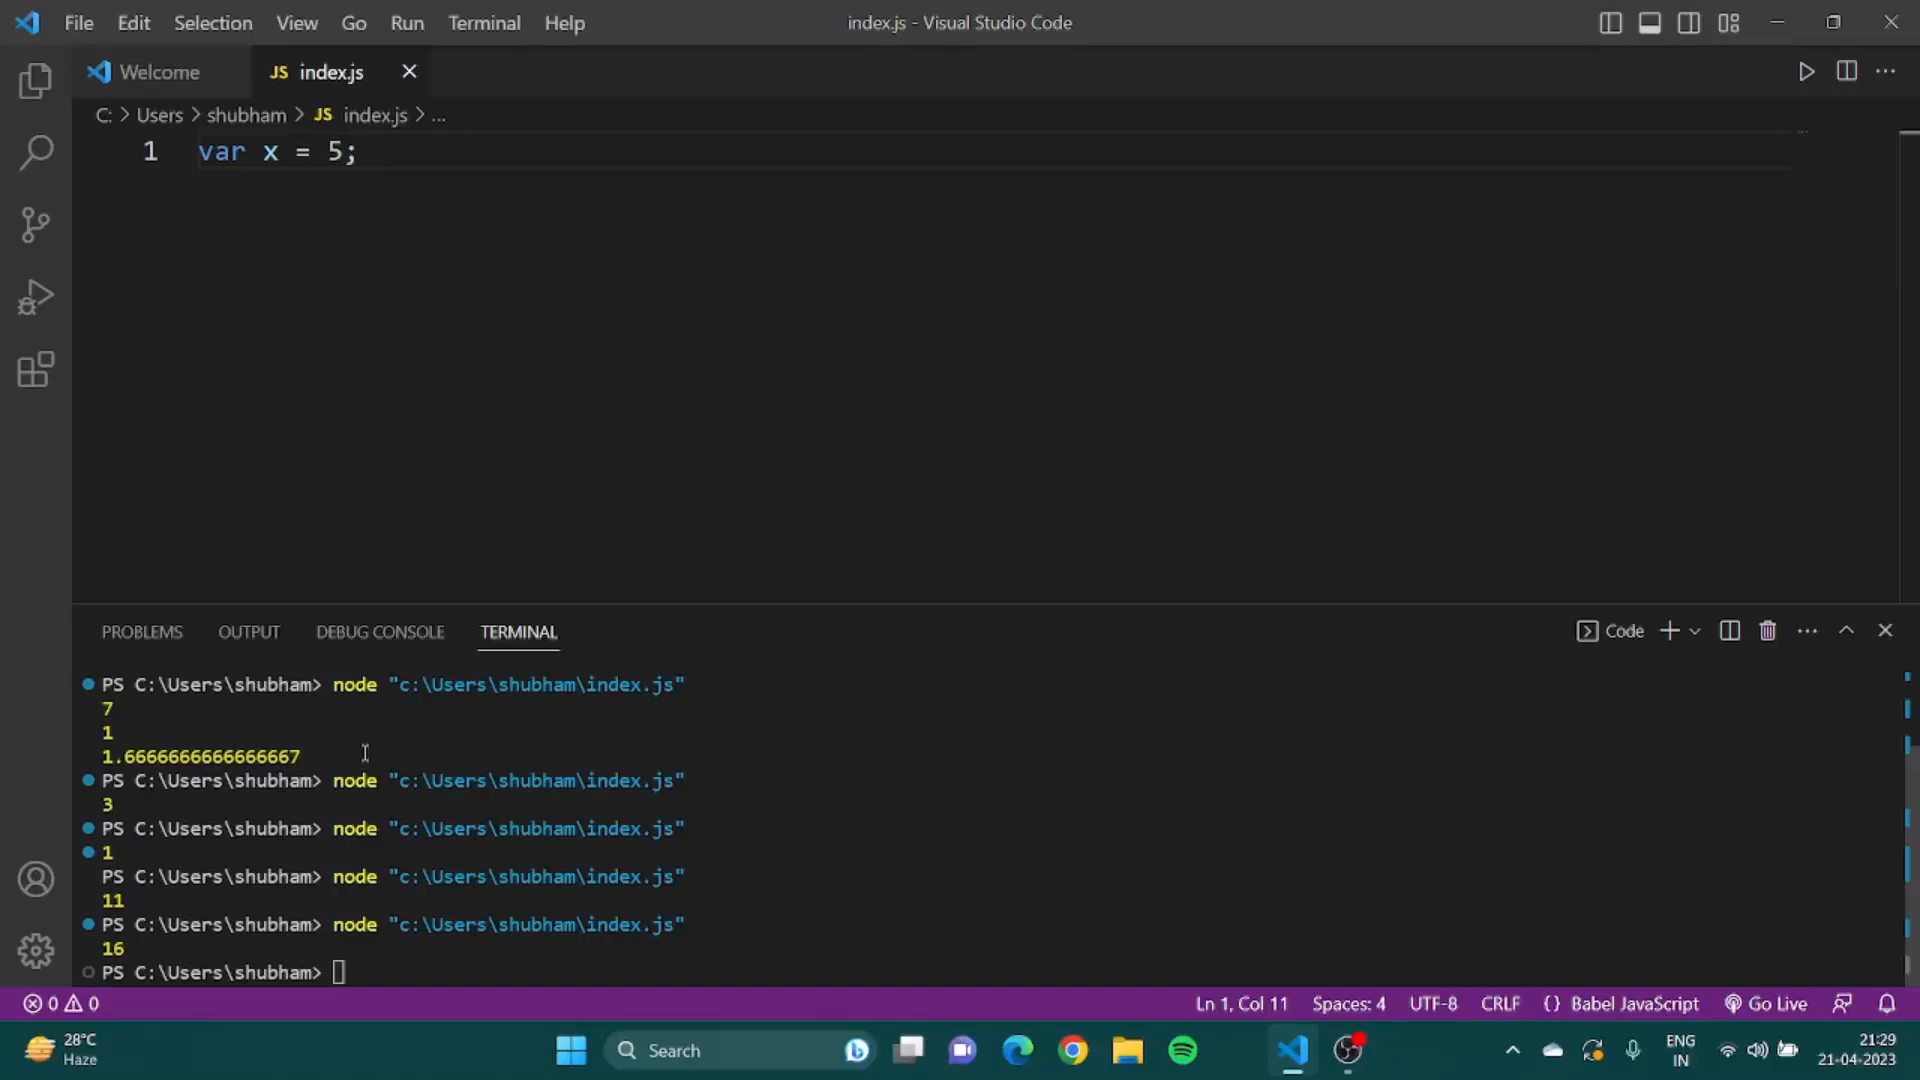 File Edit Selection View Go Run Terminal Help index.js - Visual Studio Code
Welcome JS index.js
C: > Users > shubham > JS index.js > ...
1 var x = 5;
PROBLEMS OUTPUT DEBUG CONSOLE TERMINAL Code
PS C:\Users\shubham> node "c:\Users\shubham\index.js"
7
1
1.6666666666666667
PS C:\Users\shubham> node "c:\Users\shubham\index.js"
3
PS C:\Users\shubham> node "c:\Users\shubham\index.js"
1
PS C:\Users\shubham> node "c:\Users\shubham\index.js"
11
PS C:\Users\shubham> node "c:\Users\shubham\index.js"
16
PS C:\Users\shubham>
0 0 Ln 1, Col 11 Spaces: 4 UTF-8 CRLF {} Babel JavaScript Go Live
28°C
Haze
Search
ENG
IN
21:29
21-04-2023